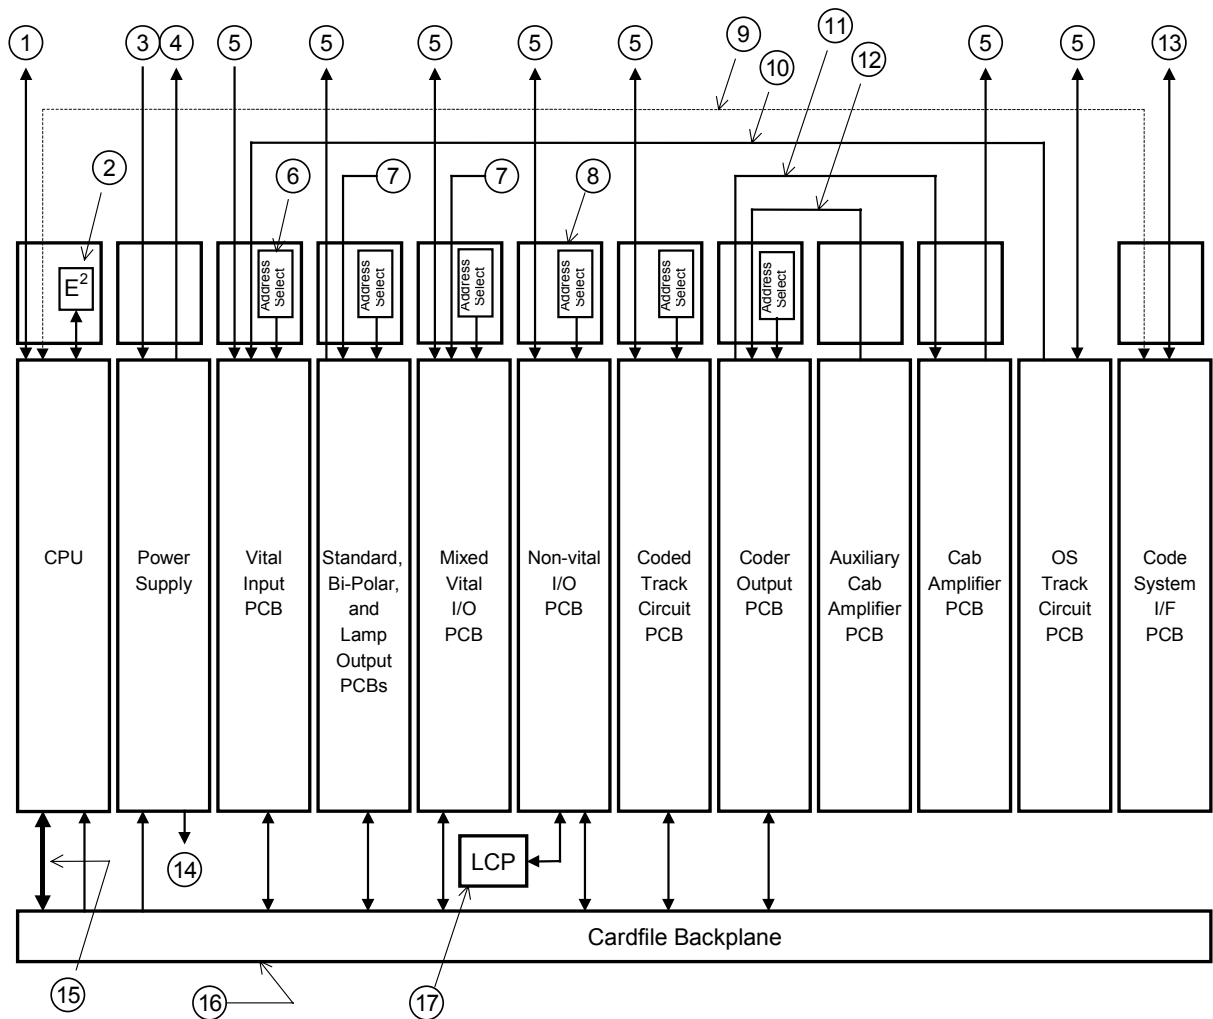 9
11
1
3
4
5
5
5
5
5
12
5
5
13
10
2
6
7
7
8
E²
Address
Select
Address
Select
Address
Select
Address
Select
Address
Select
Address
Select
CPU
Power
Supply
Vital
Input
PCB
Standard,
Bi-Polar,
and
Lamp
Output
PCBs
Mixed
Vital
I/O
PCB
Non-vital
I/O
PCB
Coded
Track
Circuit
PCB
Coder
Output
PCB
Auxiliary
Cab
Amplifier
PCB
Cab
Amplifier
PCB
OS
Track
Circuit
PCB
Code
System
I/F
PCB
14
LCP
Cardfile Backplane
15
16
17